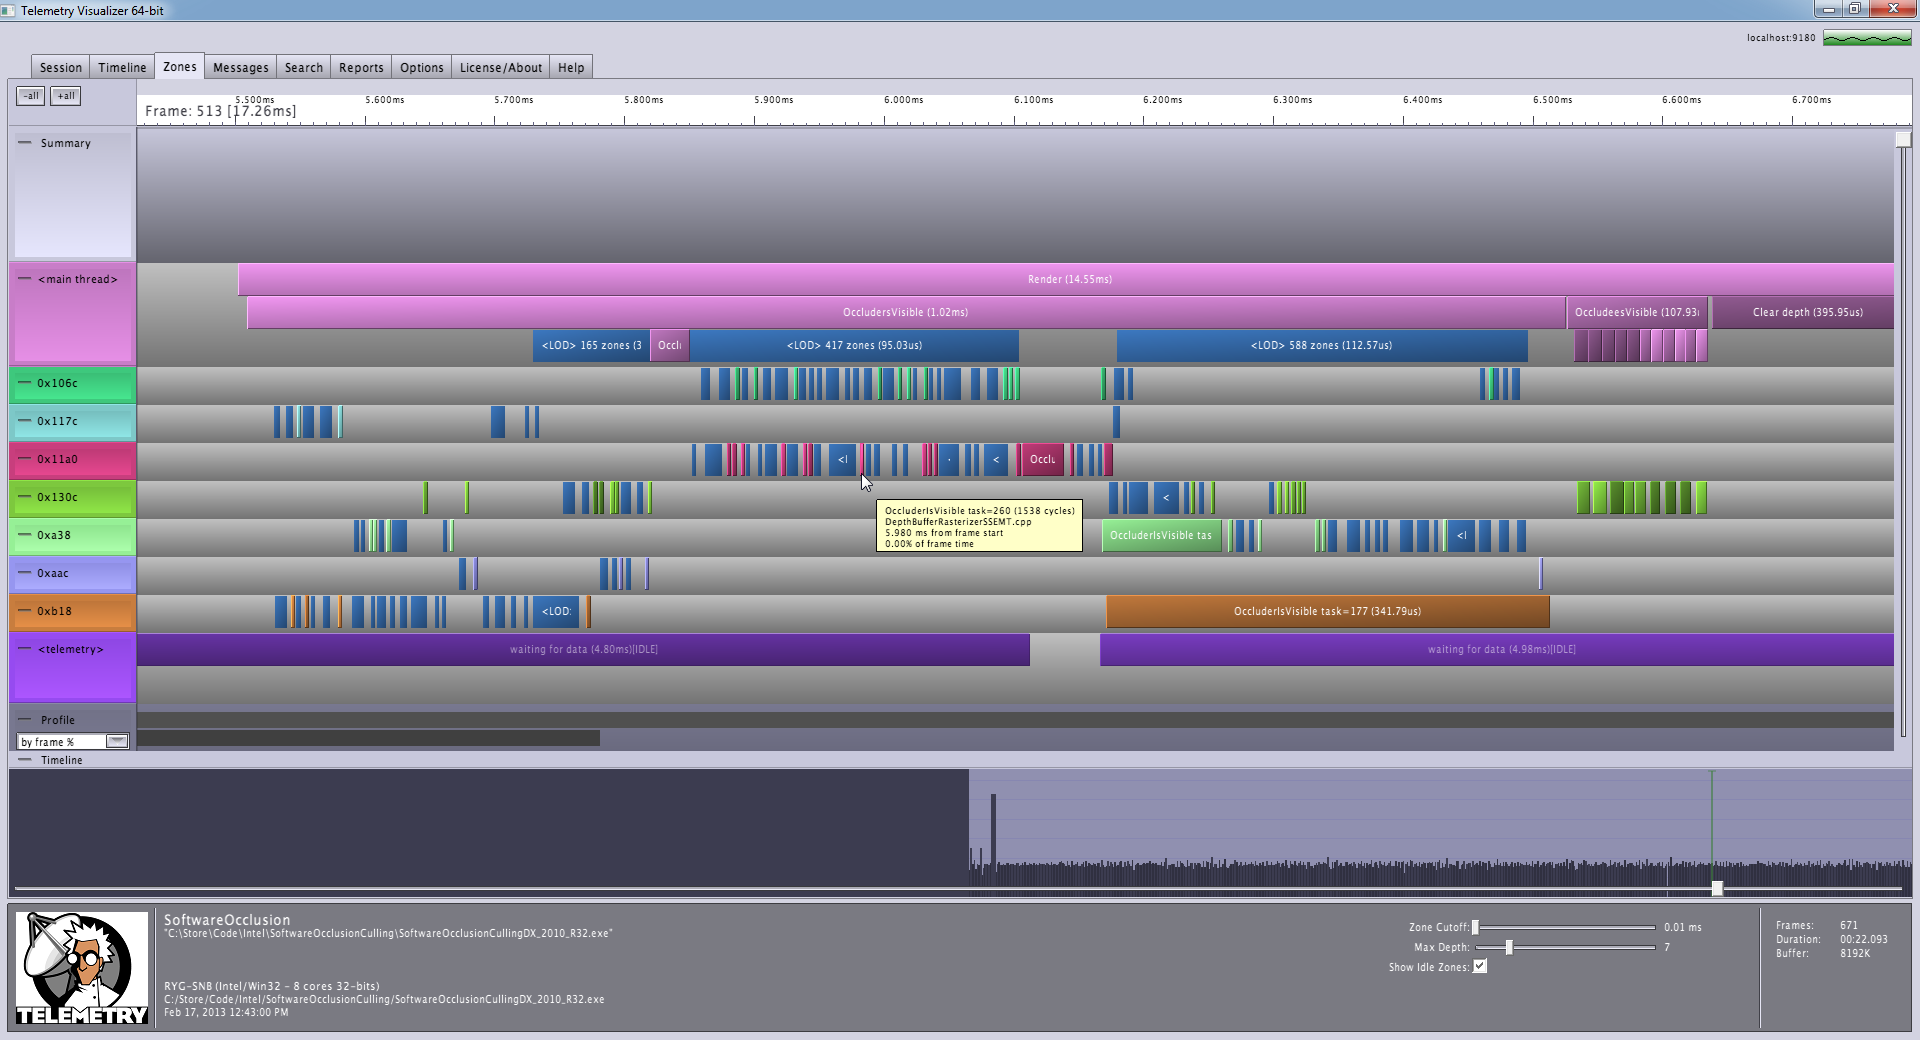 Telemetry Visualizer 64-bit
localhost:9180
Session Timeline Zones Messages Search Reports Options License/About Help
-all +all
5.500ms 5.600ms 5.700ms 5.800ms 5.900ms 6.000ms 6.100ms 6.200ms 6.300ms 6.400ms 6.500ms 6.600ms 6.700ms
Frame: 513 [17.26ms]
Summary
<main thread>
Render (14.55ms)
OccludersVisible (1.02ms) OccludeesVisible (107.93 Clear depth (395.95us)
<LOD> 165 zones (3 Occl <LOD> 417 zones (95.03us) <LOD> 588 zones (112.57us)
0x106c
0x117c
0x11a0 <l < Occlu
0x130c <
OccluderIsVisible task=260 (1538 cycles)
DepthBufferRasterizerSSEMT.cpp
5.980 ms from frame start
0.00% of frame time
0xa38 OccluderIsVisible tas <l
0xaac
0xb18 <LOD: OccluderIsVisible task=177 (341.79us)
<telemetry> waiting for data (4.80ms)[IDLE] waiting for data (4.98ms)[IDLE]
Profile
by frame %
Timeline
TELEMETRY
SoftwareOcclusion
"C:\Store\Code\Intel\SoftwareOcclusionCulling\SoftwareOcclusionCullingDX_2010_R32.exe"
RYG-SNB (Intel/Win32 - 8 cores 32-bits)
C:/Store/Code/Intel/SoftwareOcclusionCulling/SoftwareOcclusionCullingDX_2010_R32.exe
Feb 17, 2013 12:43:00 PM
Zone Cutoff: 0.01 ms
Max Depth: 7
Show Idle Zones:
Frames: 671
Duration: 00:22.093
Buffer: 8192K